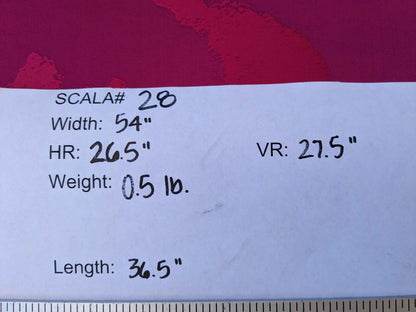 SCALA# 28
Width: 54"
HR: 26.5" VR: 27.5"
Weight: 0.5 lb.
Length: 36.5"